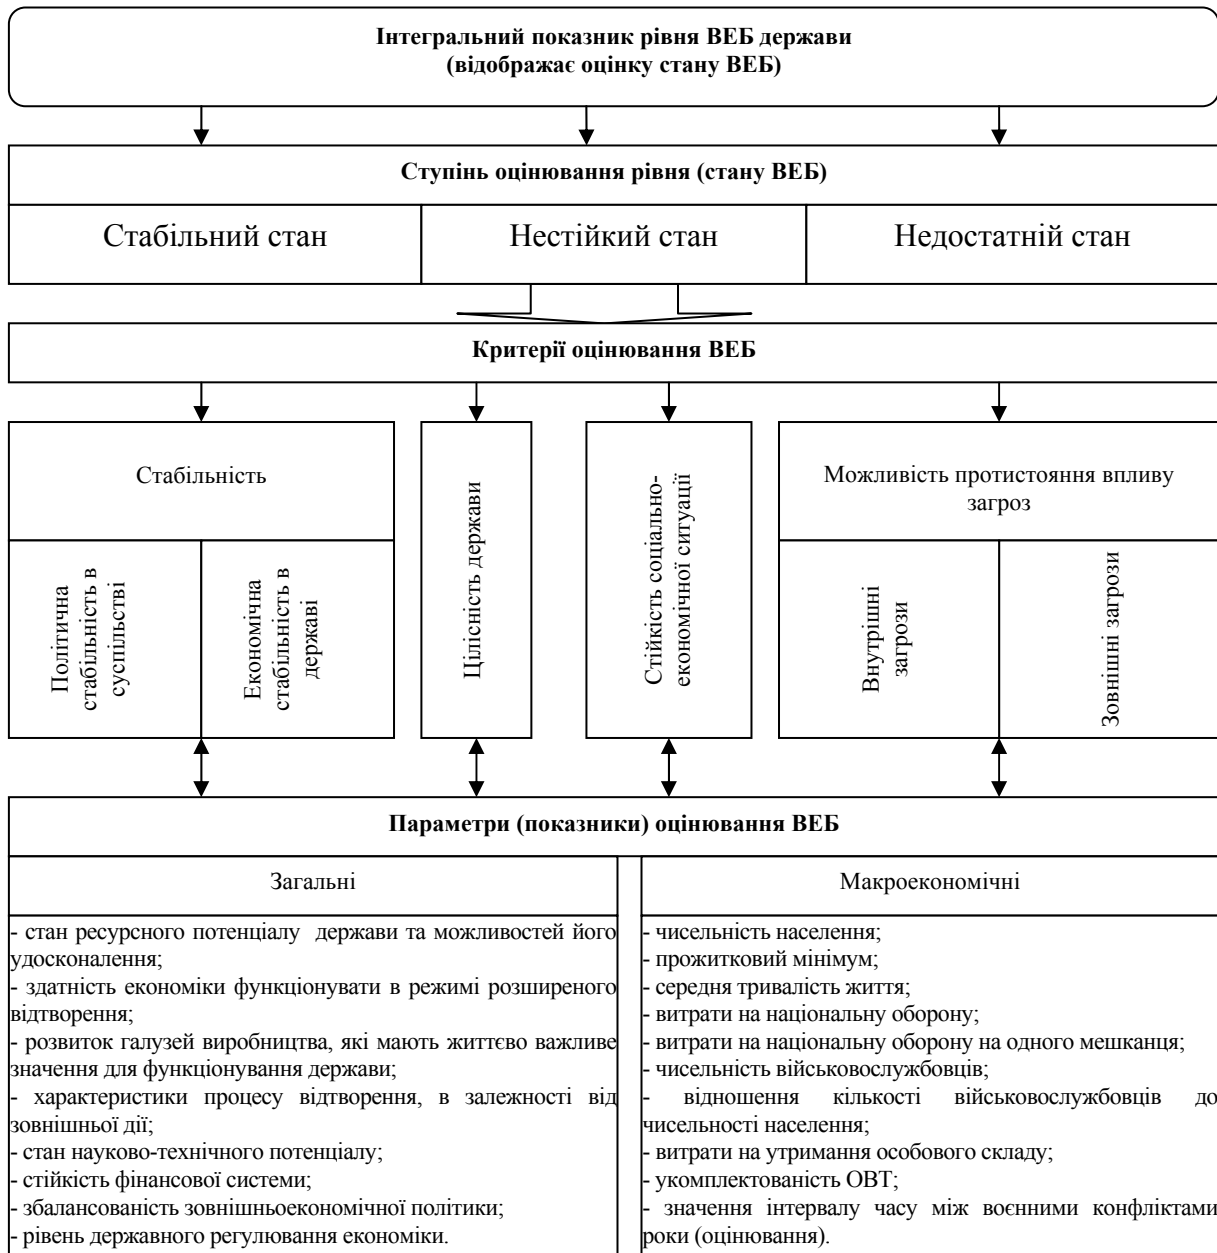 Інтегральний показник рівня ВЕБ держави
(відображає оцінку стану ВЕБ)
Ступінь оцінювання рівня (стану ВЕБ)
Стабільний стан
Нестійкий стан
Недостатній стан
Критерії оцінювання ВЕБ
Стабільність
Політична
стабільність в
суспільстві
Економічна
стабільність в
державі
Цілісність держави
Стійкість соціально-
економічної ситуації
Можливість протистояння впливу
загроз
Внутрішні
загрози
Зовнішні загрози
Параметри (показники) оцінювання ВЕБ
Загальні
- стан ресурсного потенціалу держави та можливостей його
удосконалення;
- здатність економіки функціонувати в режимі розширеного
відтворення;
- розвиток галузей виробництва, які мають життєво важливе
значення для функціонування держави;
- характеристики процесу відтворення, в залежності від
зовнішньої дії;
- стан науково-технічного потенціалу;
- стійкість фінансової системи;
- збалансованість зовнішньоекономічної політики;
- рівень державного регулювання економіки.
Макроекономічні
- чисельність населення;
- прожитковий мінімум;
- середня тривалість життя;
- витрати на національну оборону;
- витрати на національну оборону на одного мешканця;
- чисельність військовослужбовців;
- відношення кількості військовослужбовців до
чисельності населення;
- витрати на утримання особового складу;
- укомплектованість ОВТ;
- значення інтервалу часу між воєнними конфліктами
роки (оцінювання).